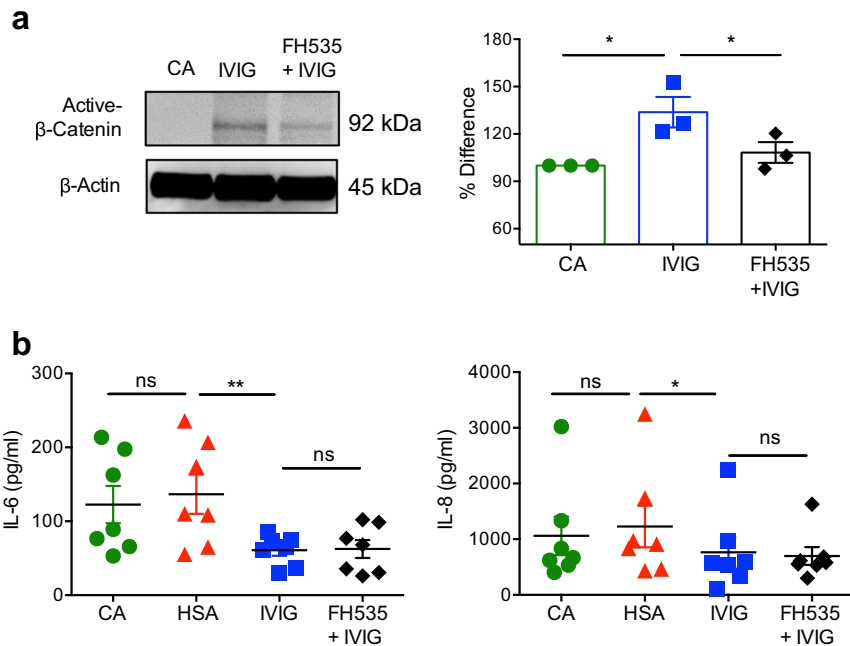 a
CA
IVIG
FH535
+ IVIG
Active-
β-Catenin
92 kDa
β-Actin
45 kDa
% Difference
180
150
120
90
60
*
*
CA
IVIG
FH535
+IVIG
b
IL-6 (pg/ml)
300
200
100
0
ns
**
ns
CA
HSA
IVIG
FH535
+ IVIG
IL-8 (pg/ml)
4000
3000
2000
1000
0
ns
*
ns
CA
HSA
IVIG
FH535
+ IVIG